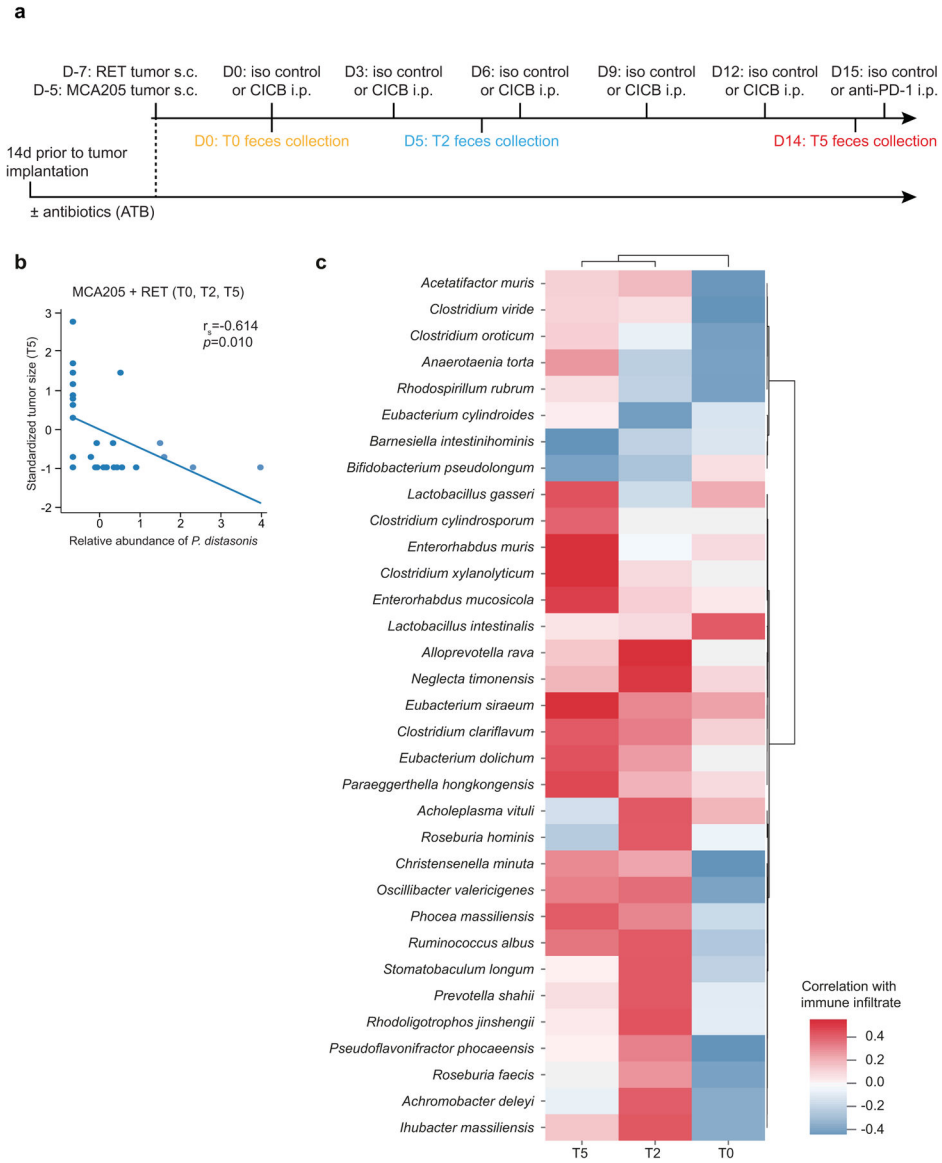 a
D-7: RET tumor s.c.
D-5: MCA205 tumor s.c.
D0: iso control
or CICB i.p.
D3: iso control
or CICB i.p.
D6: iso control
or CICB i.p.
D9: iso control
or CICB i.p.
D12: iso control
or CICB i.p.
D15: iso control
or anti-PD-1 i.p.
D0: T0 feces collection
D5: T2 feces collection
D14: T5 feces collection
14d prior to tumor
implantation
± antibiotics (ATB)
b
MCA205 + RET (T0, T2, T5)
rs=-0.614
p=0.010
Standardized tumor size (T5)
3
2
1
0
-1
-2
0 1 2 3 4
Relative abundance of P. distasonis
c
Acetatifactor muris
Clostridium viride
Clostridium oroticum
Anaerotaenia torta
Rhodospirillum rubrum
Eubacterium cylindroides
Barnesiella intestinihominis
Bifidobacterium pseudolongum
Lactobacillus gasseri
Clostridium cylindrosporum
Enterorhabdus muris
Clostridium xylanolyticum
Enterorhabdus mucosicola
Lactobacillus intestinalis
Alloprevotella rava
Neglecta timonensis
Eubacterium siraeum
Clostridium clariflavum
Eubacterium dolichum
Paraeggerthella hongkongensis
Acholeplasma vituli
Roseburia hominis
Christensenella minuta
Oscillibacter valericigenes
Phocea massiliensis
Ruminococcus albus
Stomatobaculum longum
Prevotella shahii
Rhodoligotrophos jinshengii
Pseudoflavonifractor phocaeensis
Roseburia faecis
Achromobacter deleyi
Ihubacter massiliensis
T5 T2 T0
Correlation with
immune infiltrate
0.4
0.2
0.0
-0.2
-0.4